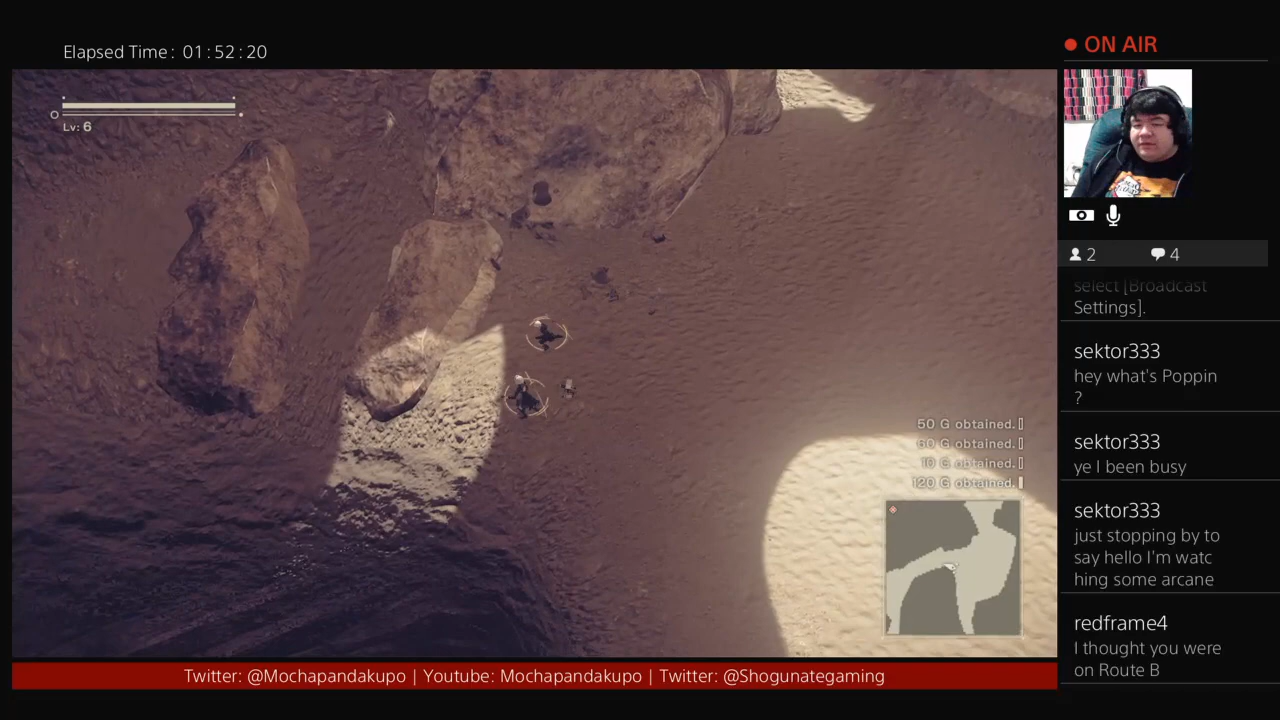 Elapsed Time: 01:52:20
ON AIR
Lv: 6
2
4
select [Broadcast
Settings].
sektor333
hey what's Poppin
?
sektor333
ye I been busy
sektor333
just stopping by to
say hello I'm watc
hing some arcane
redframe4
I thought you were
on Route B
50 G obtained.
60 G obtained.
10 G obtained.
120 G obtained.
Twitter: @Mochapandakupo | Youtube: Mochapandakupo | Twitter: @Shogunategaming